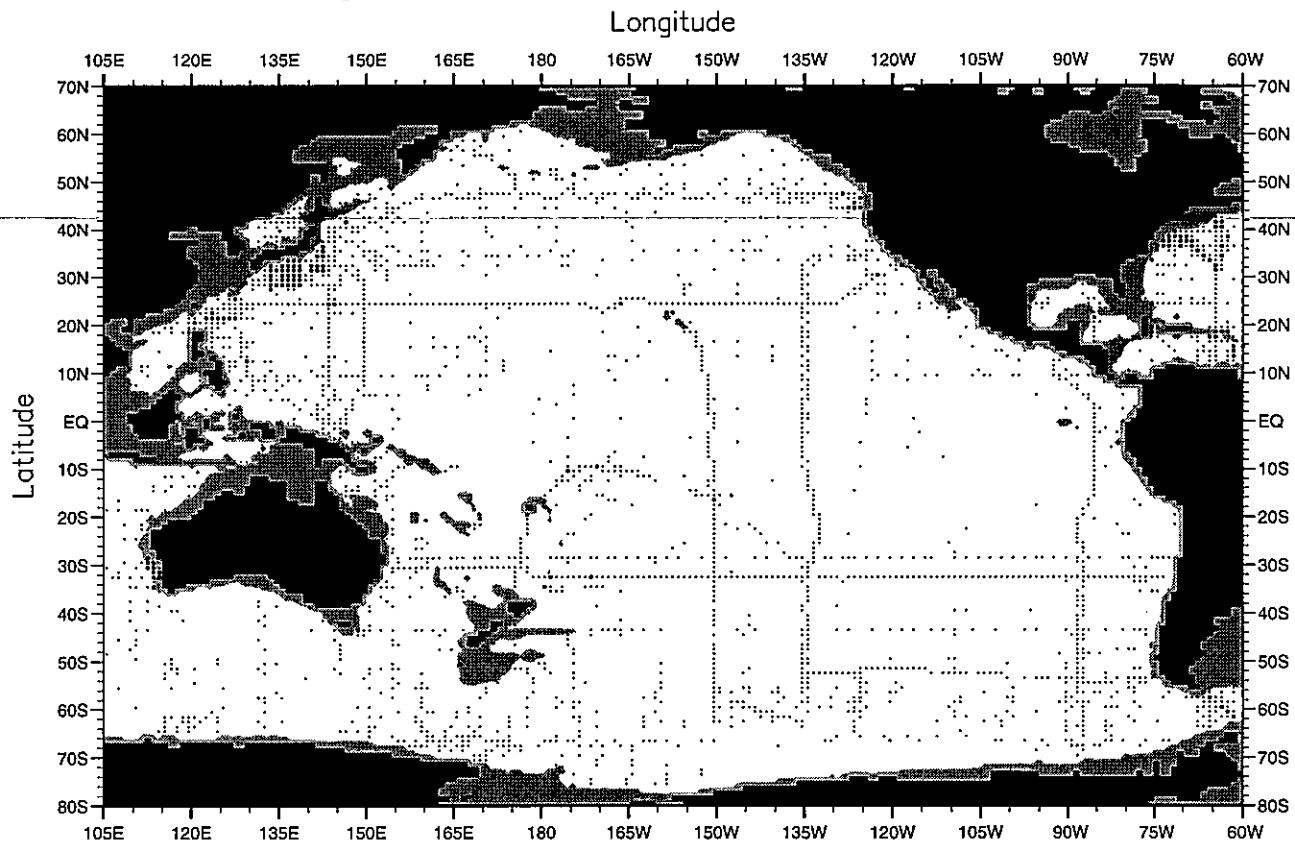 Longitude
105E 120E 135E 150E 165E 180 165W 150W 135W 120W 105W 90W 75W 60W
70N 70N
60N 60N
50N 50N
40N 40N
30N 30N
20N 20N
10N 10N
EQ EQ
Latitude
10S 10S
20S 20S
30S 30S
40S 40S
50S 50S
60S 60S
70S 70S
80S 80S
105E 120E 135E 150E 165E 180 165W 150W 135W 120W 105W 90W 75W 60W